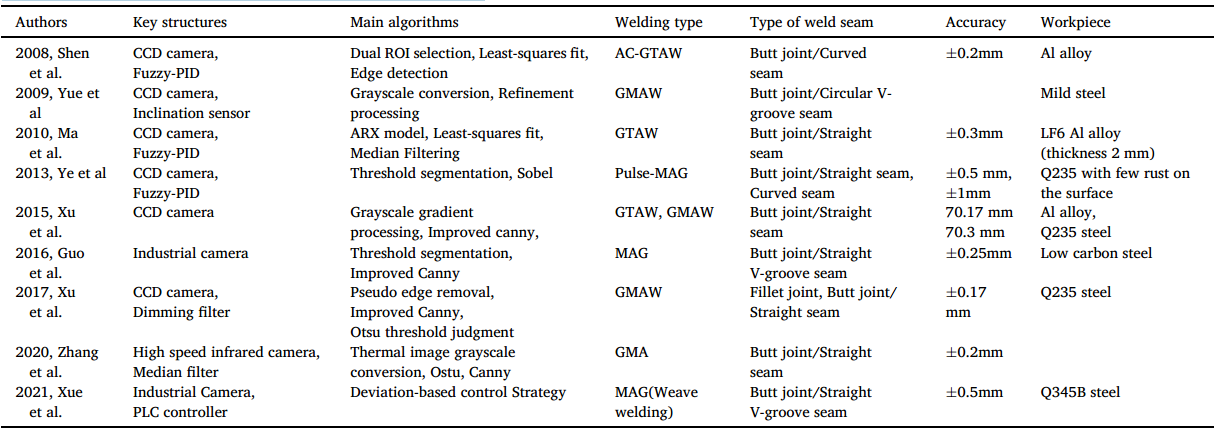 Authors Key structures Main algorithms Welding type Type of weld seam Accuracy Workpiece
2008, Shen CCD camera, Dual ROI selection, Least-squares fit, AC-GTAW Butt joint/Curved ±0.2mm Al alloy
et al. Fuzzy-PID Edge detection seam
2009, Yue et CCD camera, Grayscale conversion, Refinement GMAW Butt joint/Circular V- Mild steel
al Inclination sensor processing groove seam
2010, Ma CCD camera, ARX model, Least-squares fit, GTAW Butt joint/Straight ±0.3mm LF6 Al alloy
et al. Fuzzy-PID Median Filtering seam (thickness 2 mm)
2013, Ye et al CCD camera, Threshold segmentation, Sobel Pulse-MAG Butt joint/Straight seam, ±0.5 mm, Q235 with few rust on
Fuzzy-PID Curved seam ±1mm the surface
2015, Xu CCD camera Grayscale gradient GTAW, GMAW Butt joint/Straight 70.17 mm Al alloy,
et al. processing, Improved canny, seam 70.3 mm Q235 steel
2016, Guo Industrial camera Threshold segmentation, MAG Butt joint/Straight ±0.25mm Low carbon steel
et al. Improved Canny V-groove seam
2017, Xu CCD camera, Pseudo edge removal, GMAW Fillet joint, Butt joint/ ±0.17 Q235 steel
et al. Dimming filter Improved Canny, Straight seam mm
Otsu threshold judgment
2020, Zhang High speed infrared camera, Thermal image grayscale GMA Butt joint/Straight ±0.2mm
et al. Median filter conversion, Ostu, Canny seam
2021, Xue Industrial Camera, Deviation-based control Strategy MAG(Weave Butt joint/Straight ±0.5mm Q345B steel
et al. PLC controller welding) V-groove seam